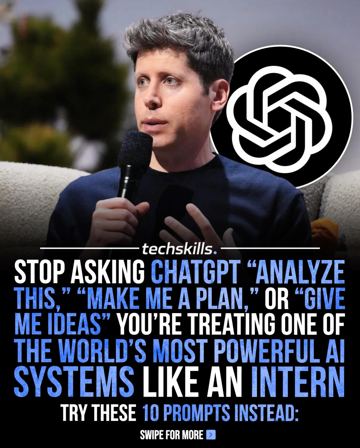 techskills.
STOP ASKING CHATGPT “ANALYZE
THIS,” “MAKE ME A PLAN,” OR “GIVE
ME IDEAS” YOU’RE TREATING ONE OF
THE WORLD’S MOST POWERFUL AI
SYSTEMS LIKE AN INTERN
TRY THESE 10 PROMPTS INSTEAD:
SWIPE FOR MORE